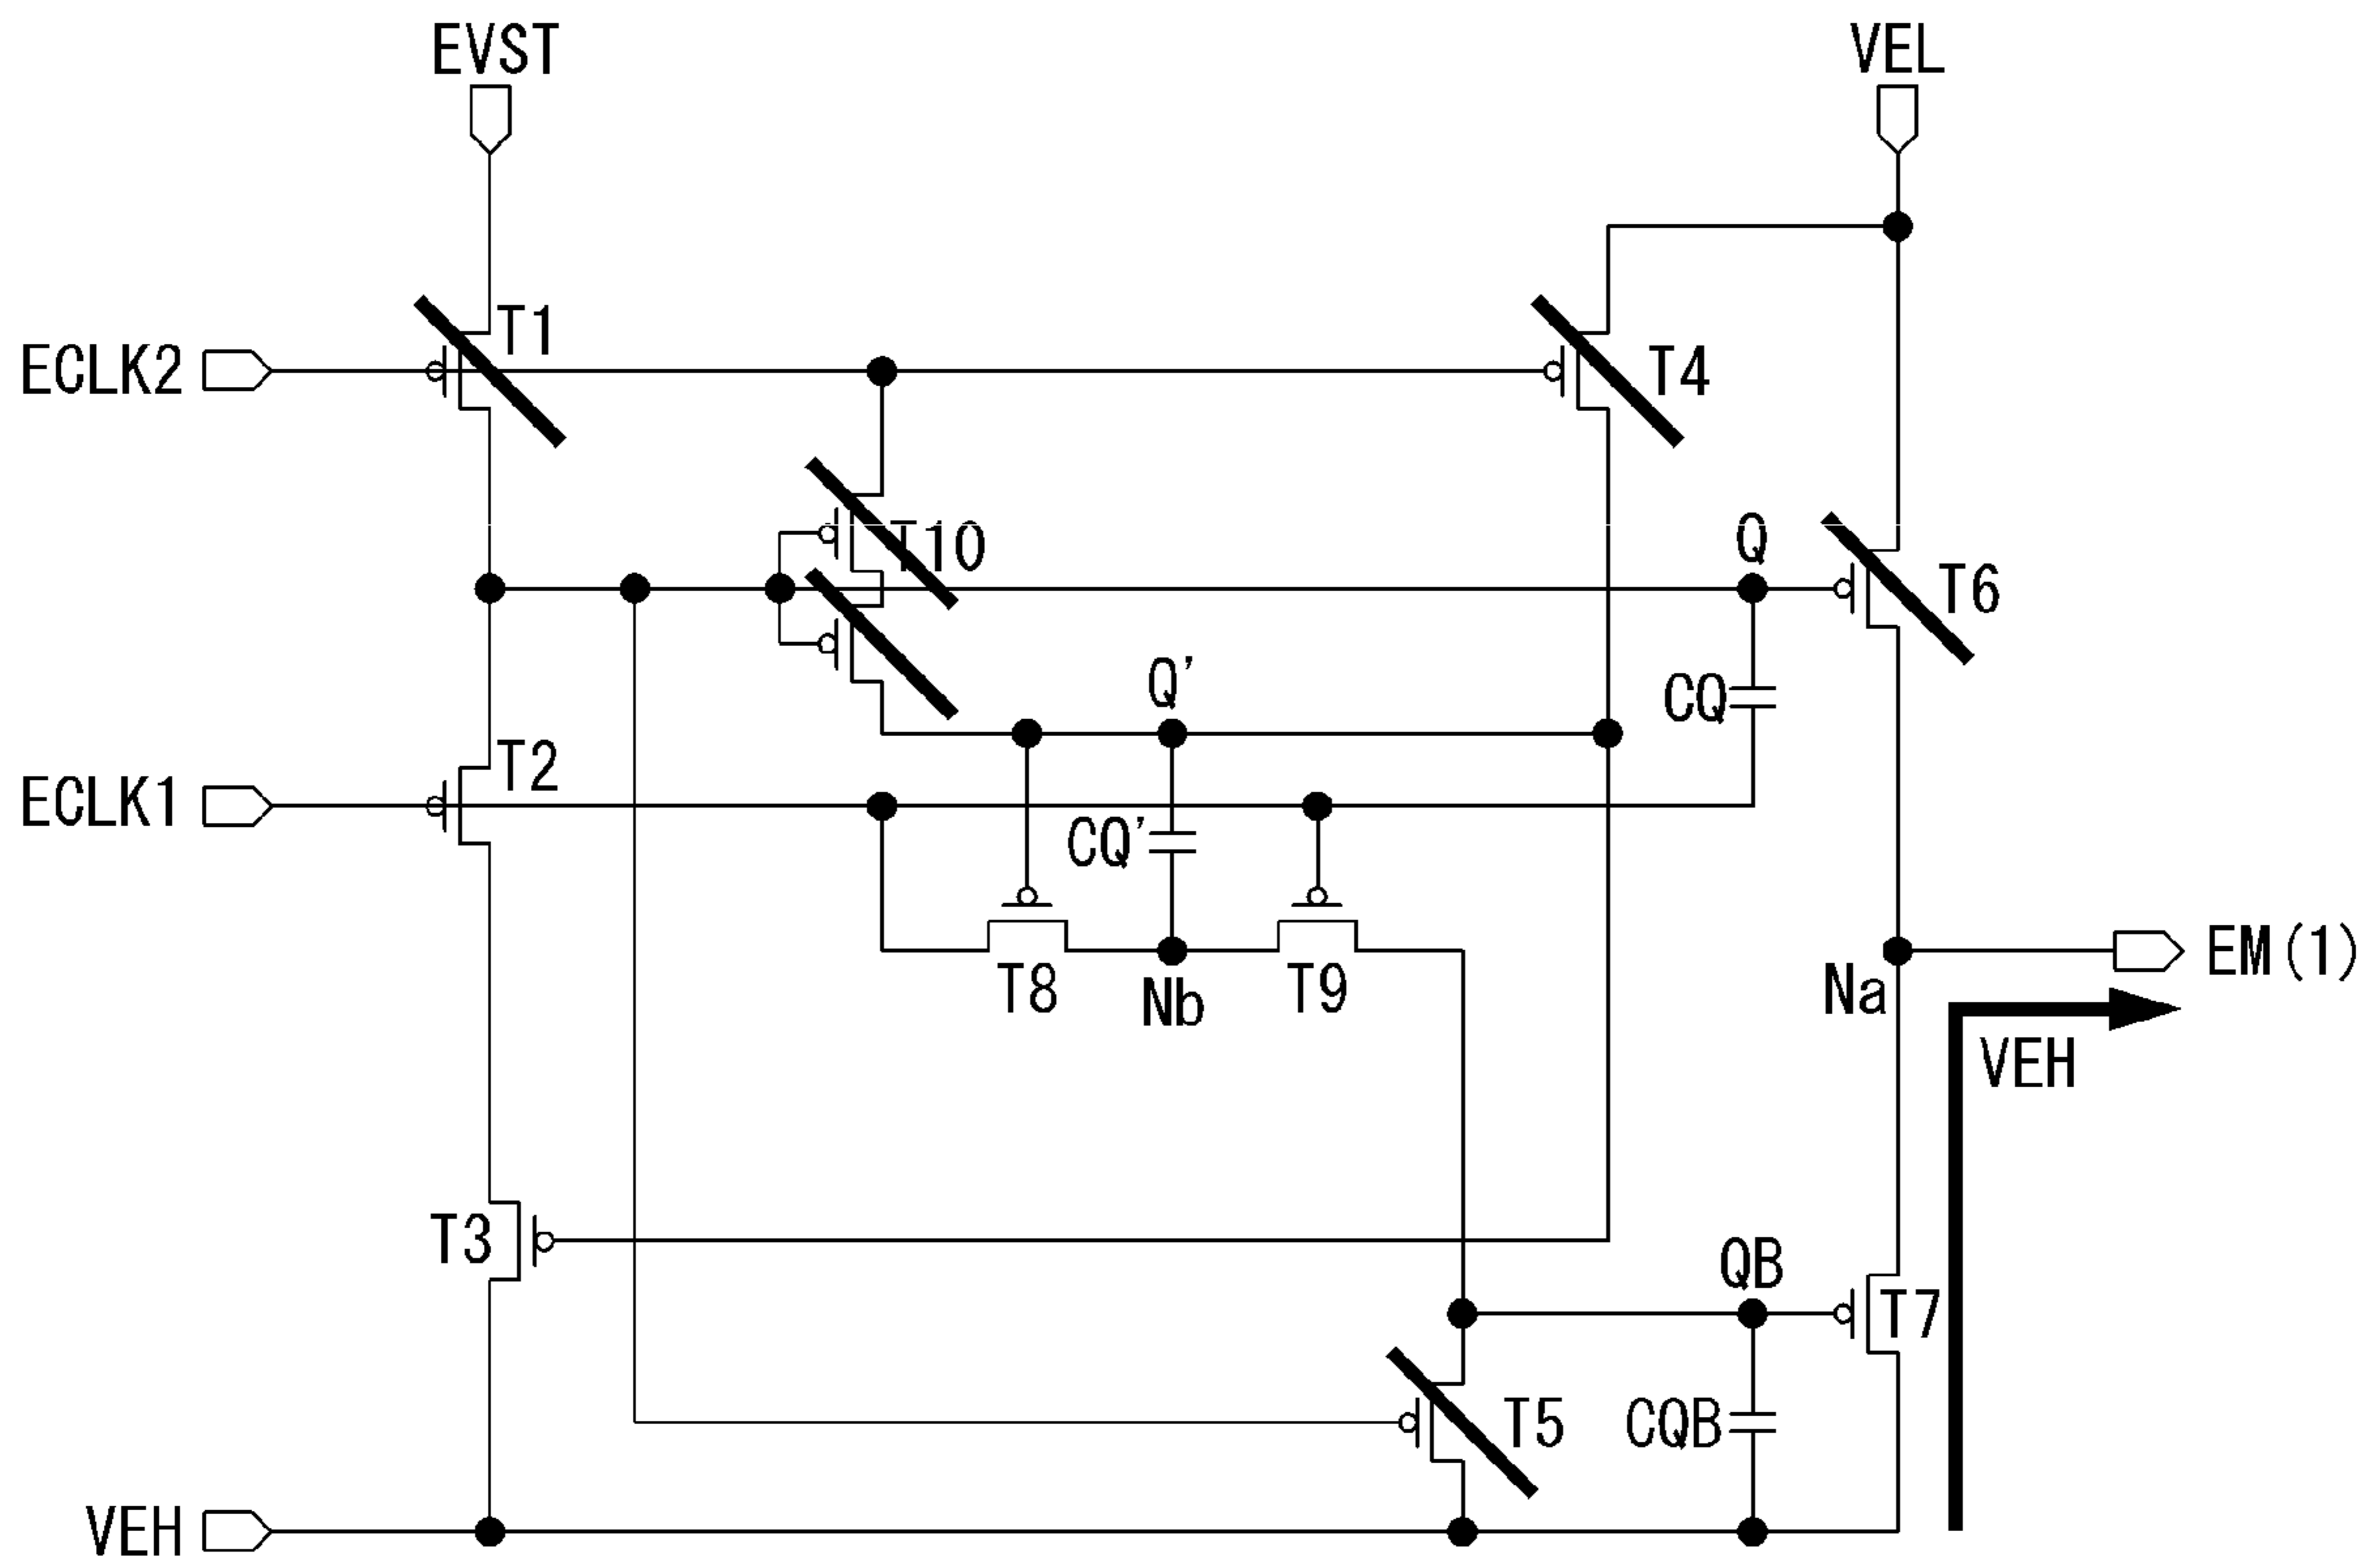 EVST
VEL
T1
ECLK2
T4
T10
Q
T6
Q'
CQ
T2
ECLK1
CQ'
EM(1)
T8
Nb
T9
Na
VEH
T3
QB
T7
T5
CQB
VEH